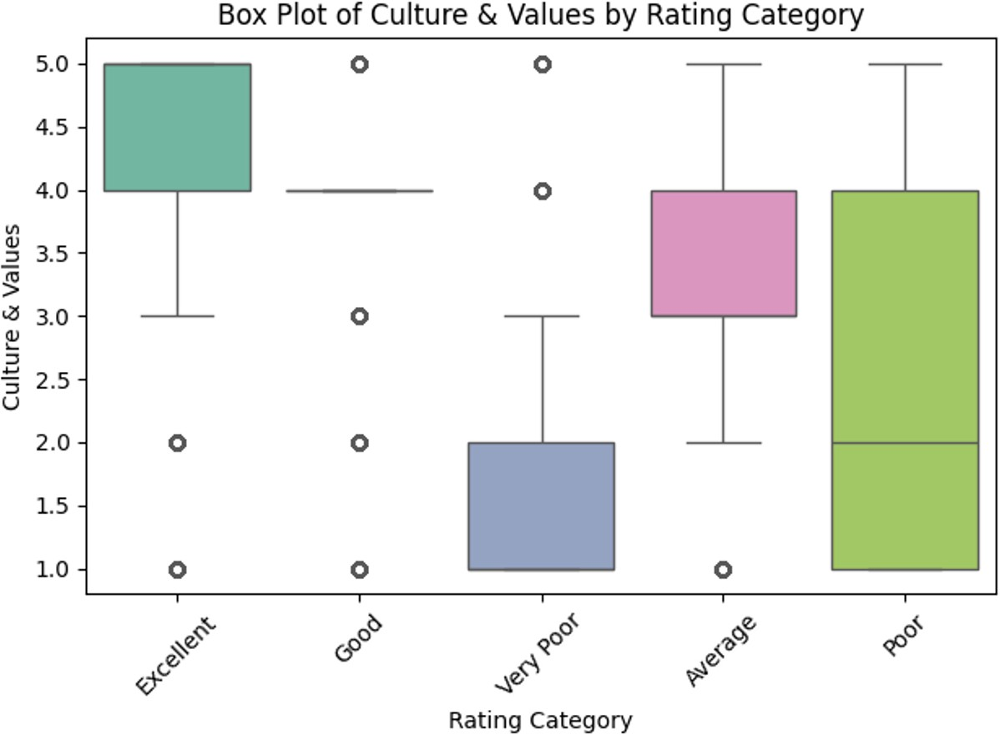 Box Plot of Culture & Values by Rating Category
Culture & Values
5.0
4.5
4.0
3.5
3.0
2.5
2.0
1.5
1.0
Excellent
Good
Very Poor
Average
Poor
Rating Category